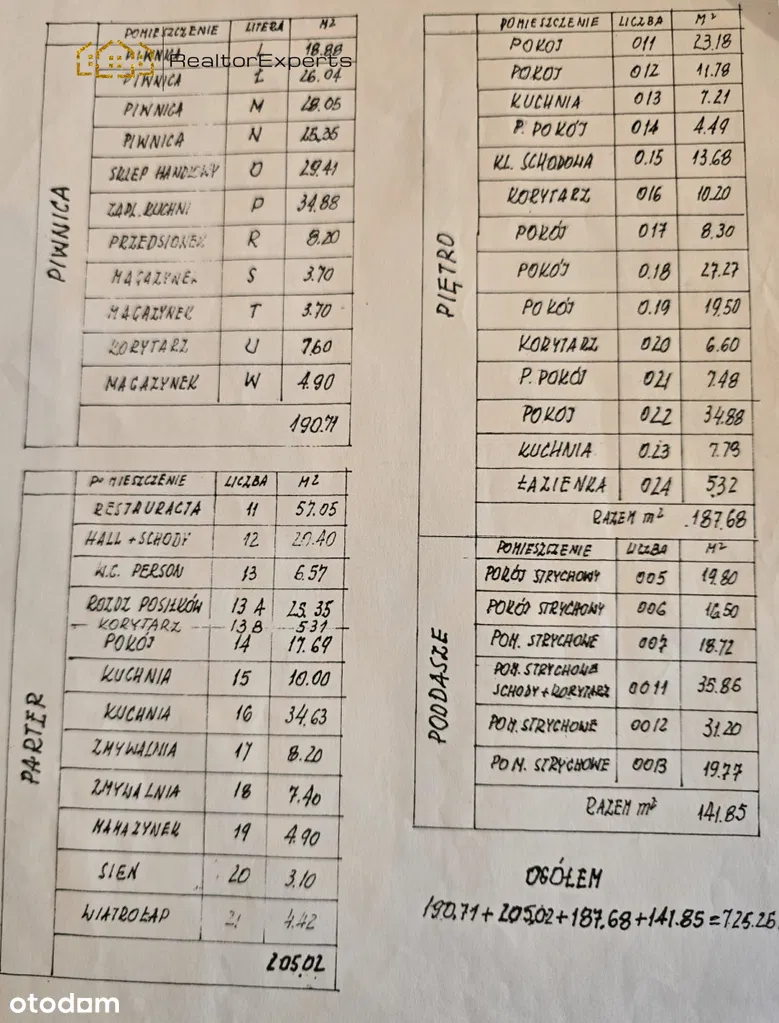 PIWNICA
POMIESZCZENIE LITERA M2
PIWNICA Ł 18.88
RealtorExperts
PIWNICA Ł 26.04
PIWNICA M 28.05
PIWNICA N 25,35
SKLEP HANDLOWY O 29.41
ZAPL. KUCHNI P 34.88
PRZEDSIONEK R 8.20
MAGAZYNEK S 3.70
MAGAZYNEK T 3.70
KORYTARZ U 7,60
MAGAZYNEK W 4.90
190.71
PARTER
POMIESZCZENIE LICZBA M2
RESTAURACJA 11 57.05
HALL + SCHODY 12 20.40
W.C. PERSON 13 6.57
ROZDZ POSIŁKÓW 13 A 25.35
KORYTARZ 13B 531
POKÓJ 14 17.69
KUCHNIA 15 10.00
KUCHNIA 16 34.63
ZMYWALNIA 17 8.20
ZMYWALNIA 18 7.40
MAHAZYNEK 19 4.90
SIEŃ 20 3.10
WIATROŁAP 21 4.42
205.02
PIĘTRO
POMIESZCZENIE LICZBA M²
POKÓJ 011 23.18
POKOJ 012 11.78
KUCHNIA 013 7.21
P. POKÓJ 014 4.49
KL. SCHODOWA 0.15 13.68
KORYTARZ 016 10.20
POKÓJ 017 8.30
POKÓJ 0.18 27.27
POKÓJ 0.19 19,50
KORYTARZ 020 6.60
P. POKÓJ 021 7.48
POKOJ 022 34.88
KUCHNIA 0.23 7.79
ŁAZIENKA 024 5.32
RAZEM m² 187.68
PODDASZE
POMIESZCZENIE LICZBA M²
POKÓJ STRYCHOWY 005 19.80
POKÓJ STRYCHOWY 006 16,50
POM. STRYCHOWE 007 18.72
POM. STRYCHOWE
SCHODY + KORYTARZ 0011 35.86
POM. STRYCHOWE 0012 31.20
POM. STRYCHOWE 0013 19.77
RAZEM m² 141.85
OGÓŁEM
190.71 + 205.02 + 187.68 + 141.85 = 725.26
otodom